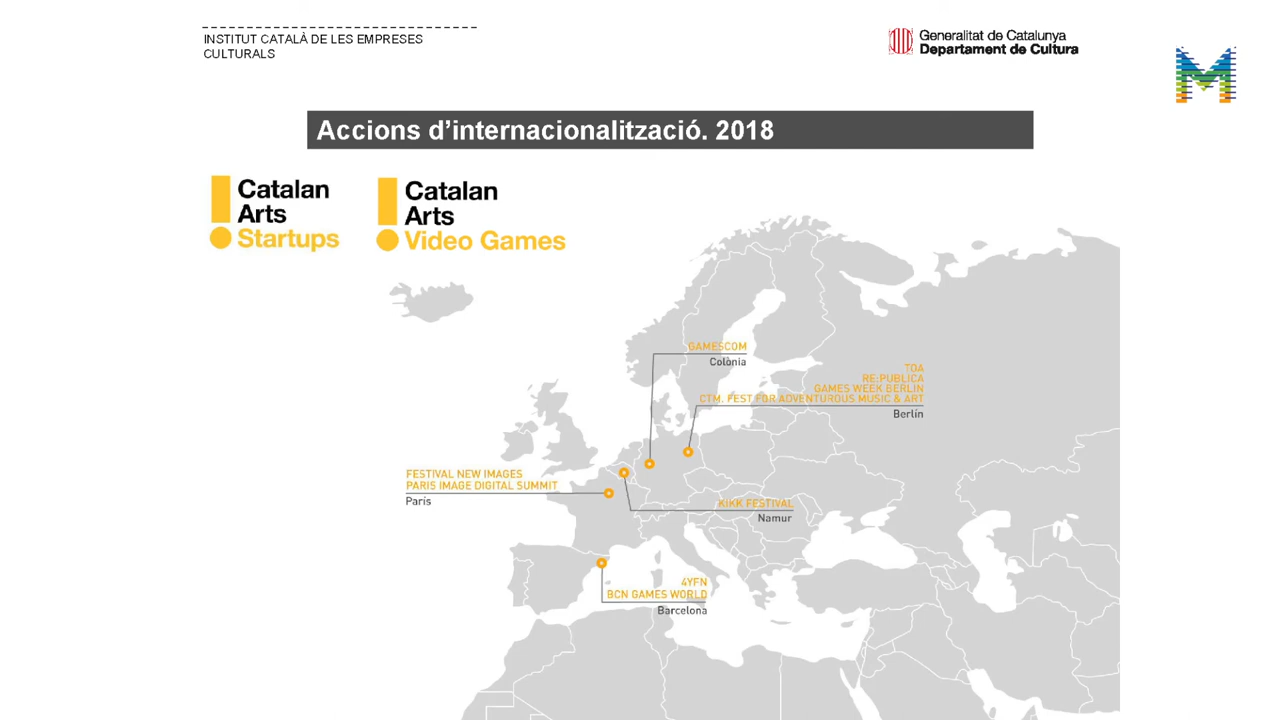 INSTITUT CATALÀ DE LES EMPRESES
CULTURALS
Generalitat de Catalunya
Departament de Cultura
M
Accions d’internacionalització. 2018
Catalan
Arts
Startups
Catalan
Arts
Video Games
GAMESCOM
Colònia
TOA
RE:PUBLICA
GAMES WEEK BERLIN
CTM. FEST FOR ADVENTUROUS MUSIC & ART
Berlín
FESTIVAL NEW IMAGES
PARIS IMAGE DIGITAL SUMMIT
París
KIKK FESTIVAL
Namur
4YFN
BCN GAMES WORLD
Barcelona